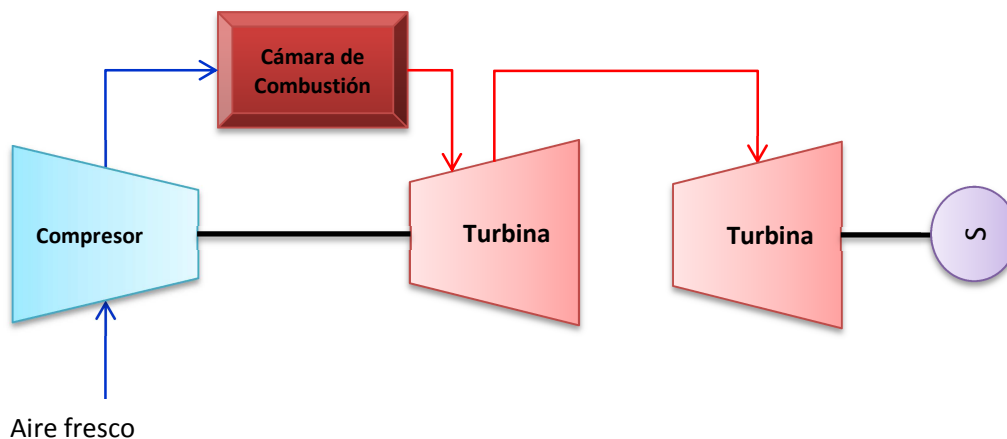 Cámara de
Combustión
Compresor
Turbina
Turbina
S
Aire fresco